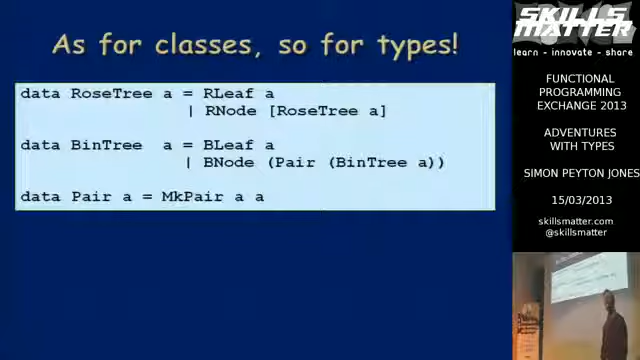 As for classes, so for types!
data RoseTree a = RLeaf a
| RNode [RoseTree a]
data BinTree a = BLeaf a
| BNode (Pair (BinTree a))
data Pair a = MkPair a a
SKILLS
MATTER
learn - innovate - share
FUNCTIONAL
PROGRAMMING
EXCHANGE 2013
ADVENTURES
WITH TYPES
SIMON PEYTON JONES
15/03/2013
skillsmatter.com
@skillsmatter